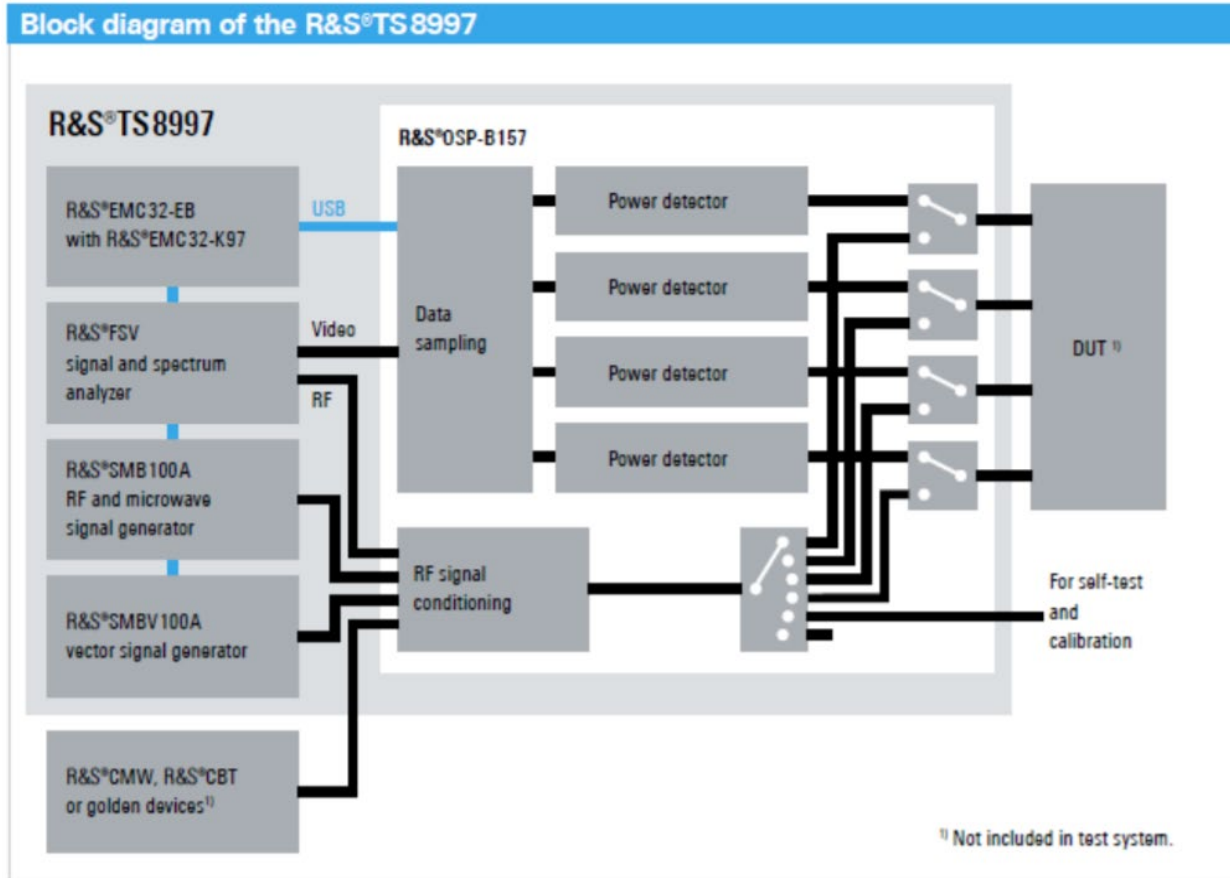 Block diagram of the R&S®TS8997
R&S®TS8997
R&S®OSP-B157
R&S®EMC32-EB
with R&S®EMC32-K97
USB
Power detector
R&S®FSV
signal and spectrum
analyzer
Video
RF
Data
sampling
Power detector
DUT 1)
Power detector
R&S®SMB100A
RF and microwave
signal generator
Power detector
RF signal
conditioning
For self-test
and
calibration
R&S®SMBV100A
vector signal generator
R&S®CMW, R&S®CBT
or golden devices1)
1) Not included in test system.